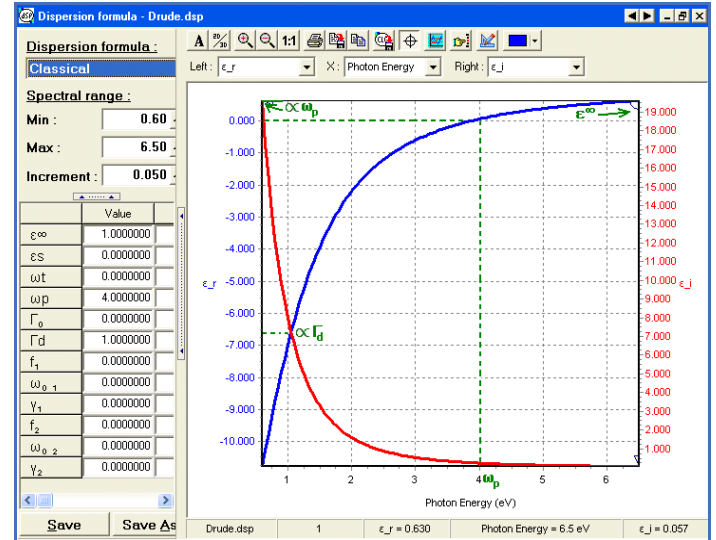 Dispersion formula - Drude.dsp
Dispersion formula :
Classical
Spectral range :
Min : 0.60
Max : 6.50
Increment : 0.050
Value
ε∞ 1.0000000
εs 0.0000000
ωt 0.0000000
ωp 4.0000000
Γ₀ 0.0000000
Γd 1.0000000
f₁ 0.0000000
ω₀ ₁ 0.0000000
γ₁ 0.0000000
f₂ 0.0000000
ω₀ ₂ 0.0000000
γ₂ 0.0000000
Save Save As
A 2D/3D 1:1
Left : ε_r X : Photon Energy Right : ε_i
∝ωp
ε∞
∝Γd
0.000
-1.000
-2.000
-3.000
-4.000
-5.000
ε_r
-6.000
-7.000
-8.000
-9.000
-10.000
19.000
18.000
17.000
16.000
15.000
14.000
13.000
12.000
11.000
10.000
ε_i
9.000
8.000
7.000
6.000
5.000
4.000
3.000
2.000
1.000
1 2 3 4 ωp 5 6
Photon Energy (eV)
Drude.dsp 1 ε_r = 0.630 Photon Energy = 6.5 eV ε_i = 0.057